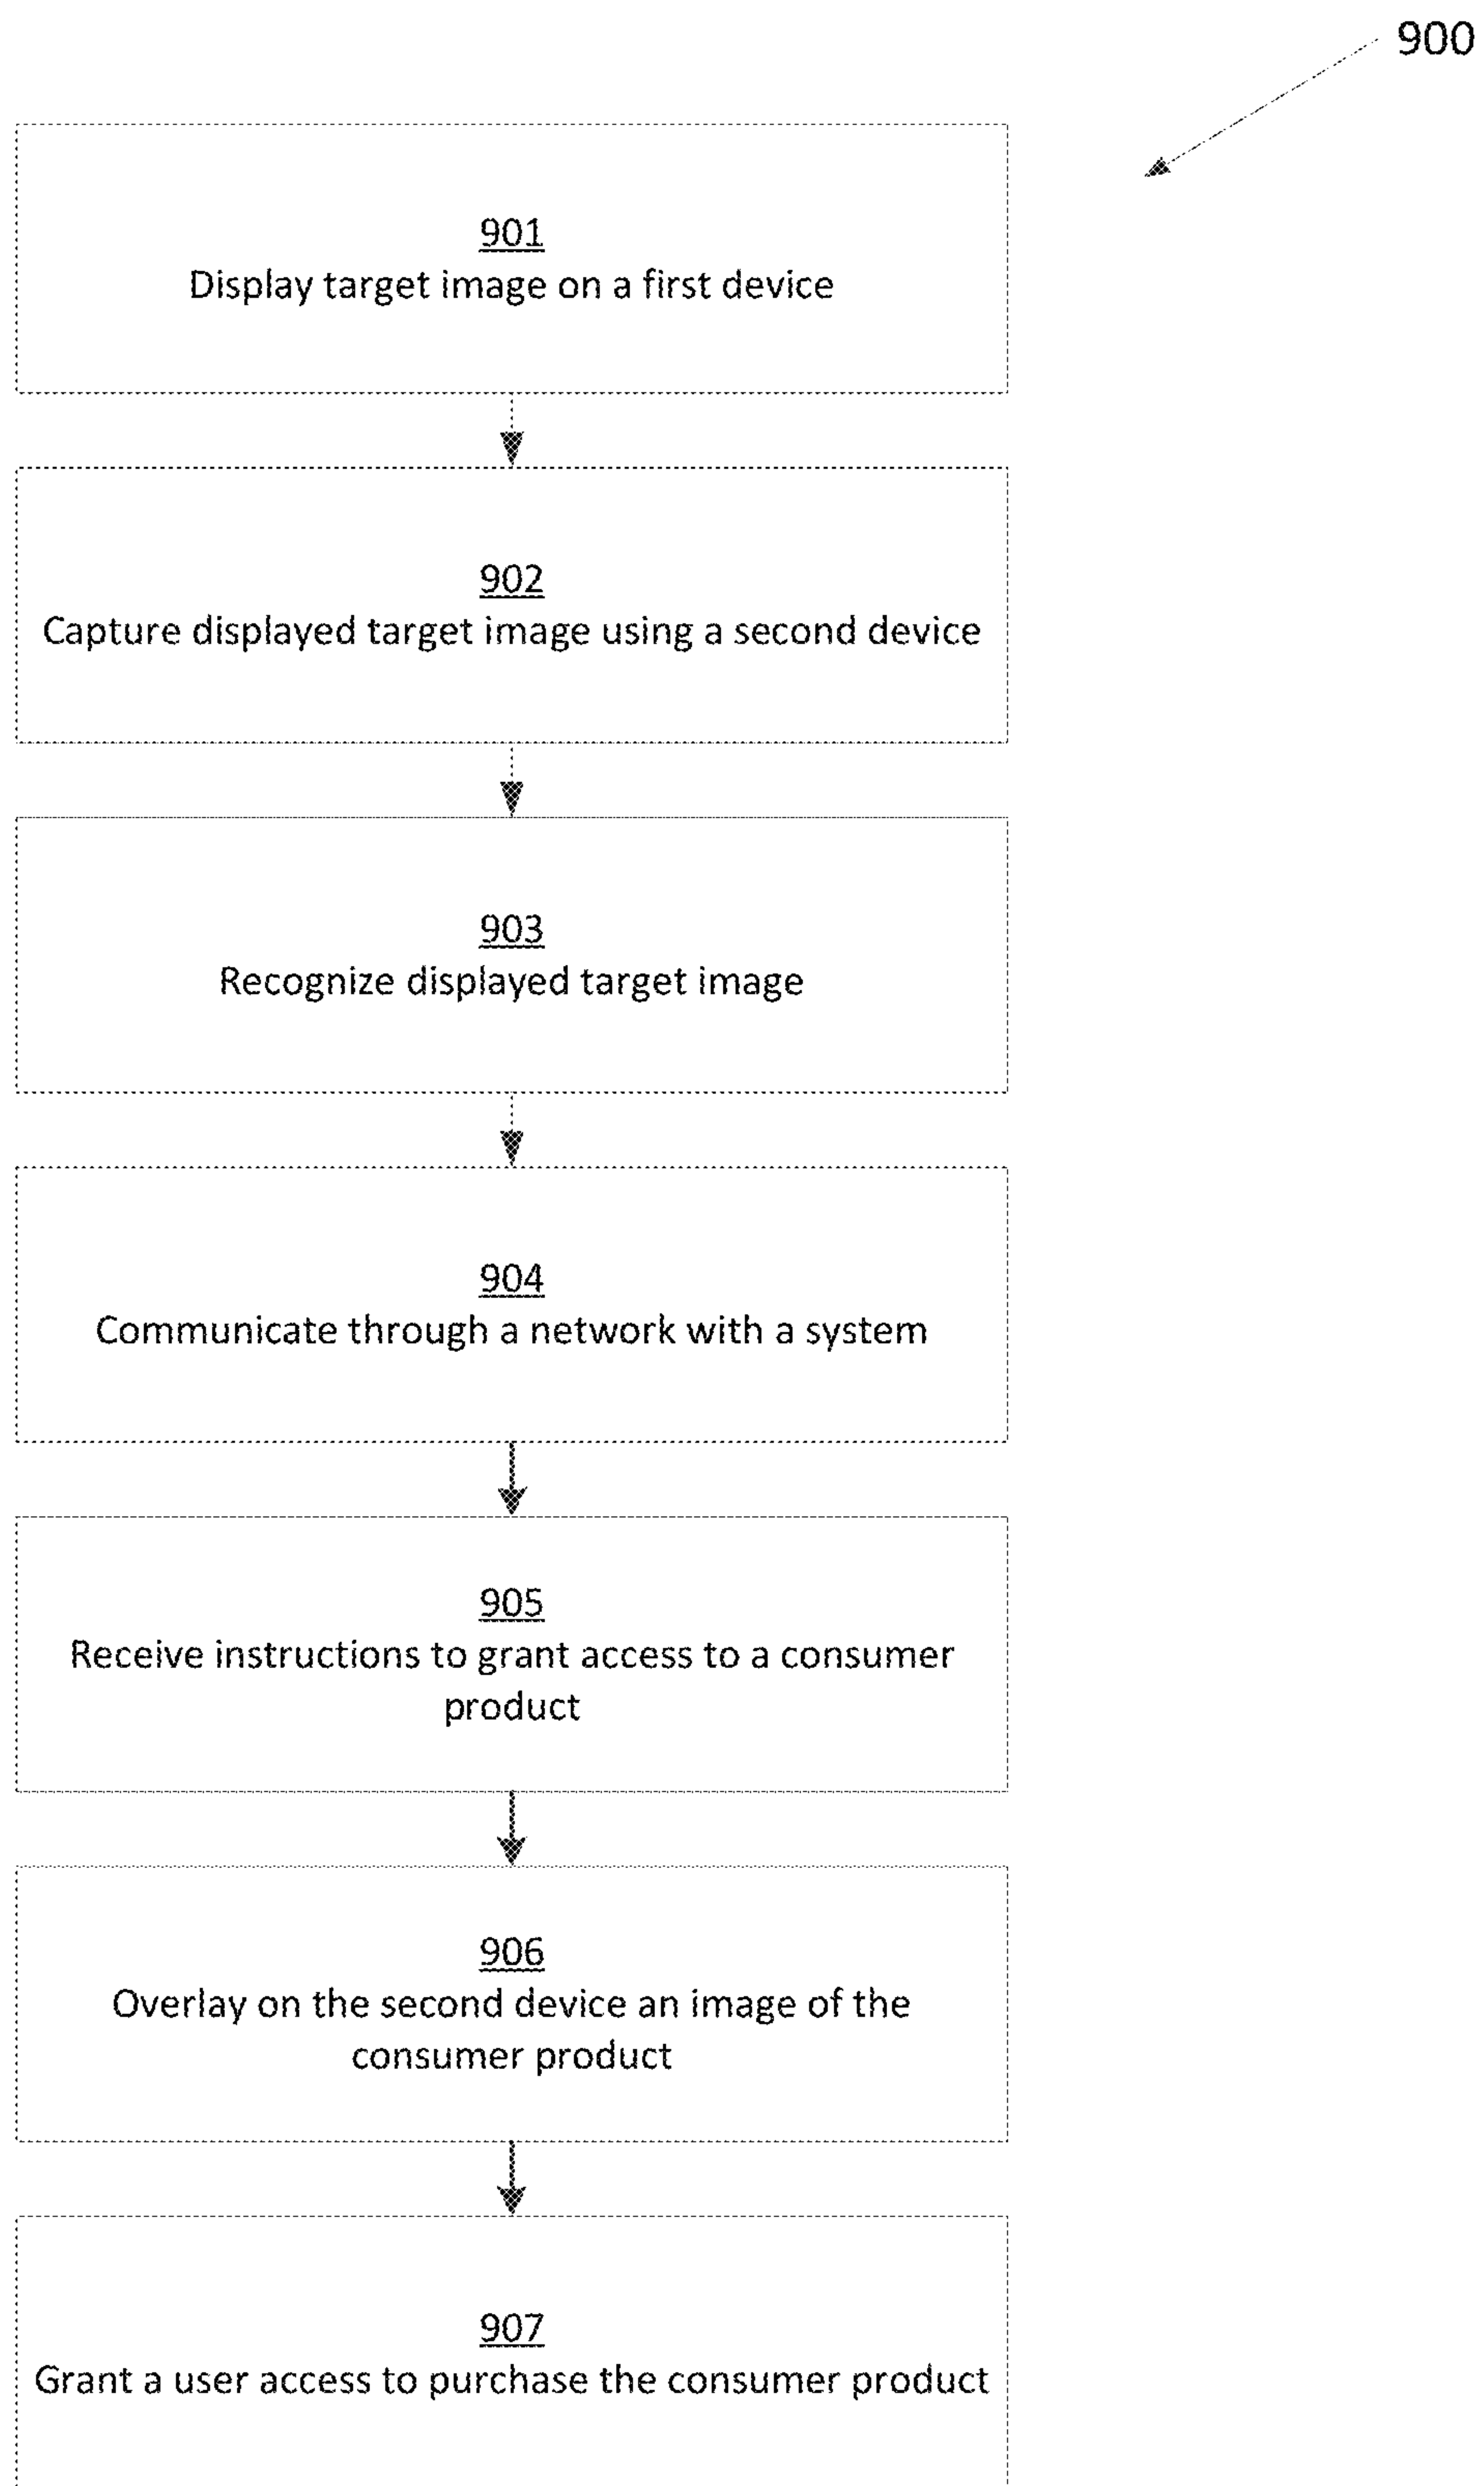 900
901
Display target image on a first device
902
Capture displayed target image using a second device
903
Recognize displayed target image
904
Communicate through a network with a system
905
Receive instructions to grant access to a consumer
product
906
Overlay on the second device an image of the
consumer product
907
Grant a user access to purchase the consumer product